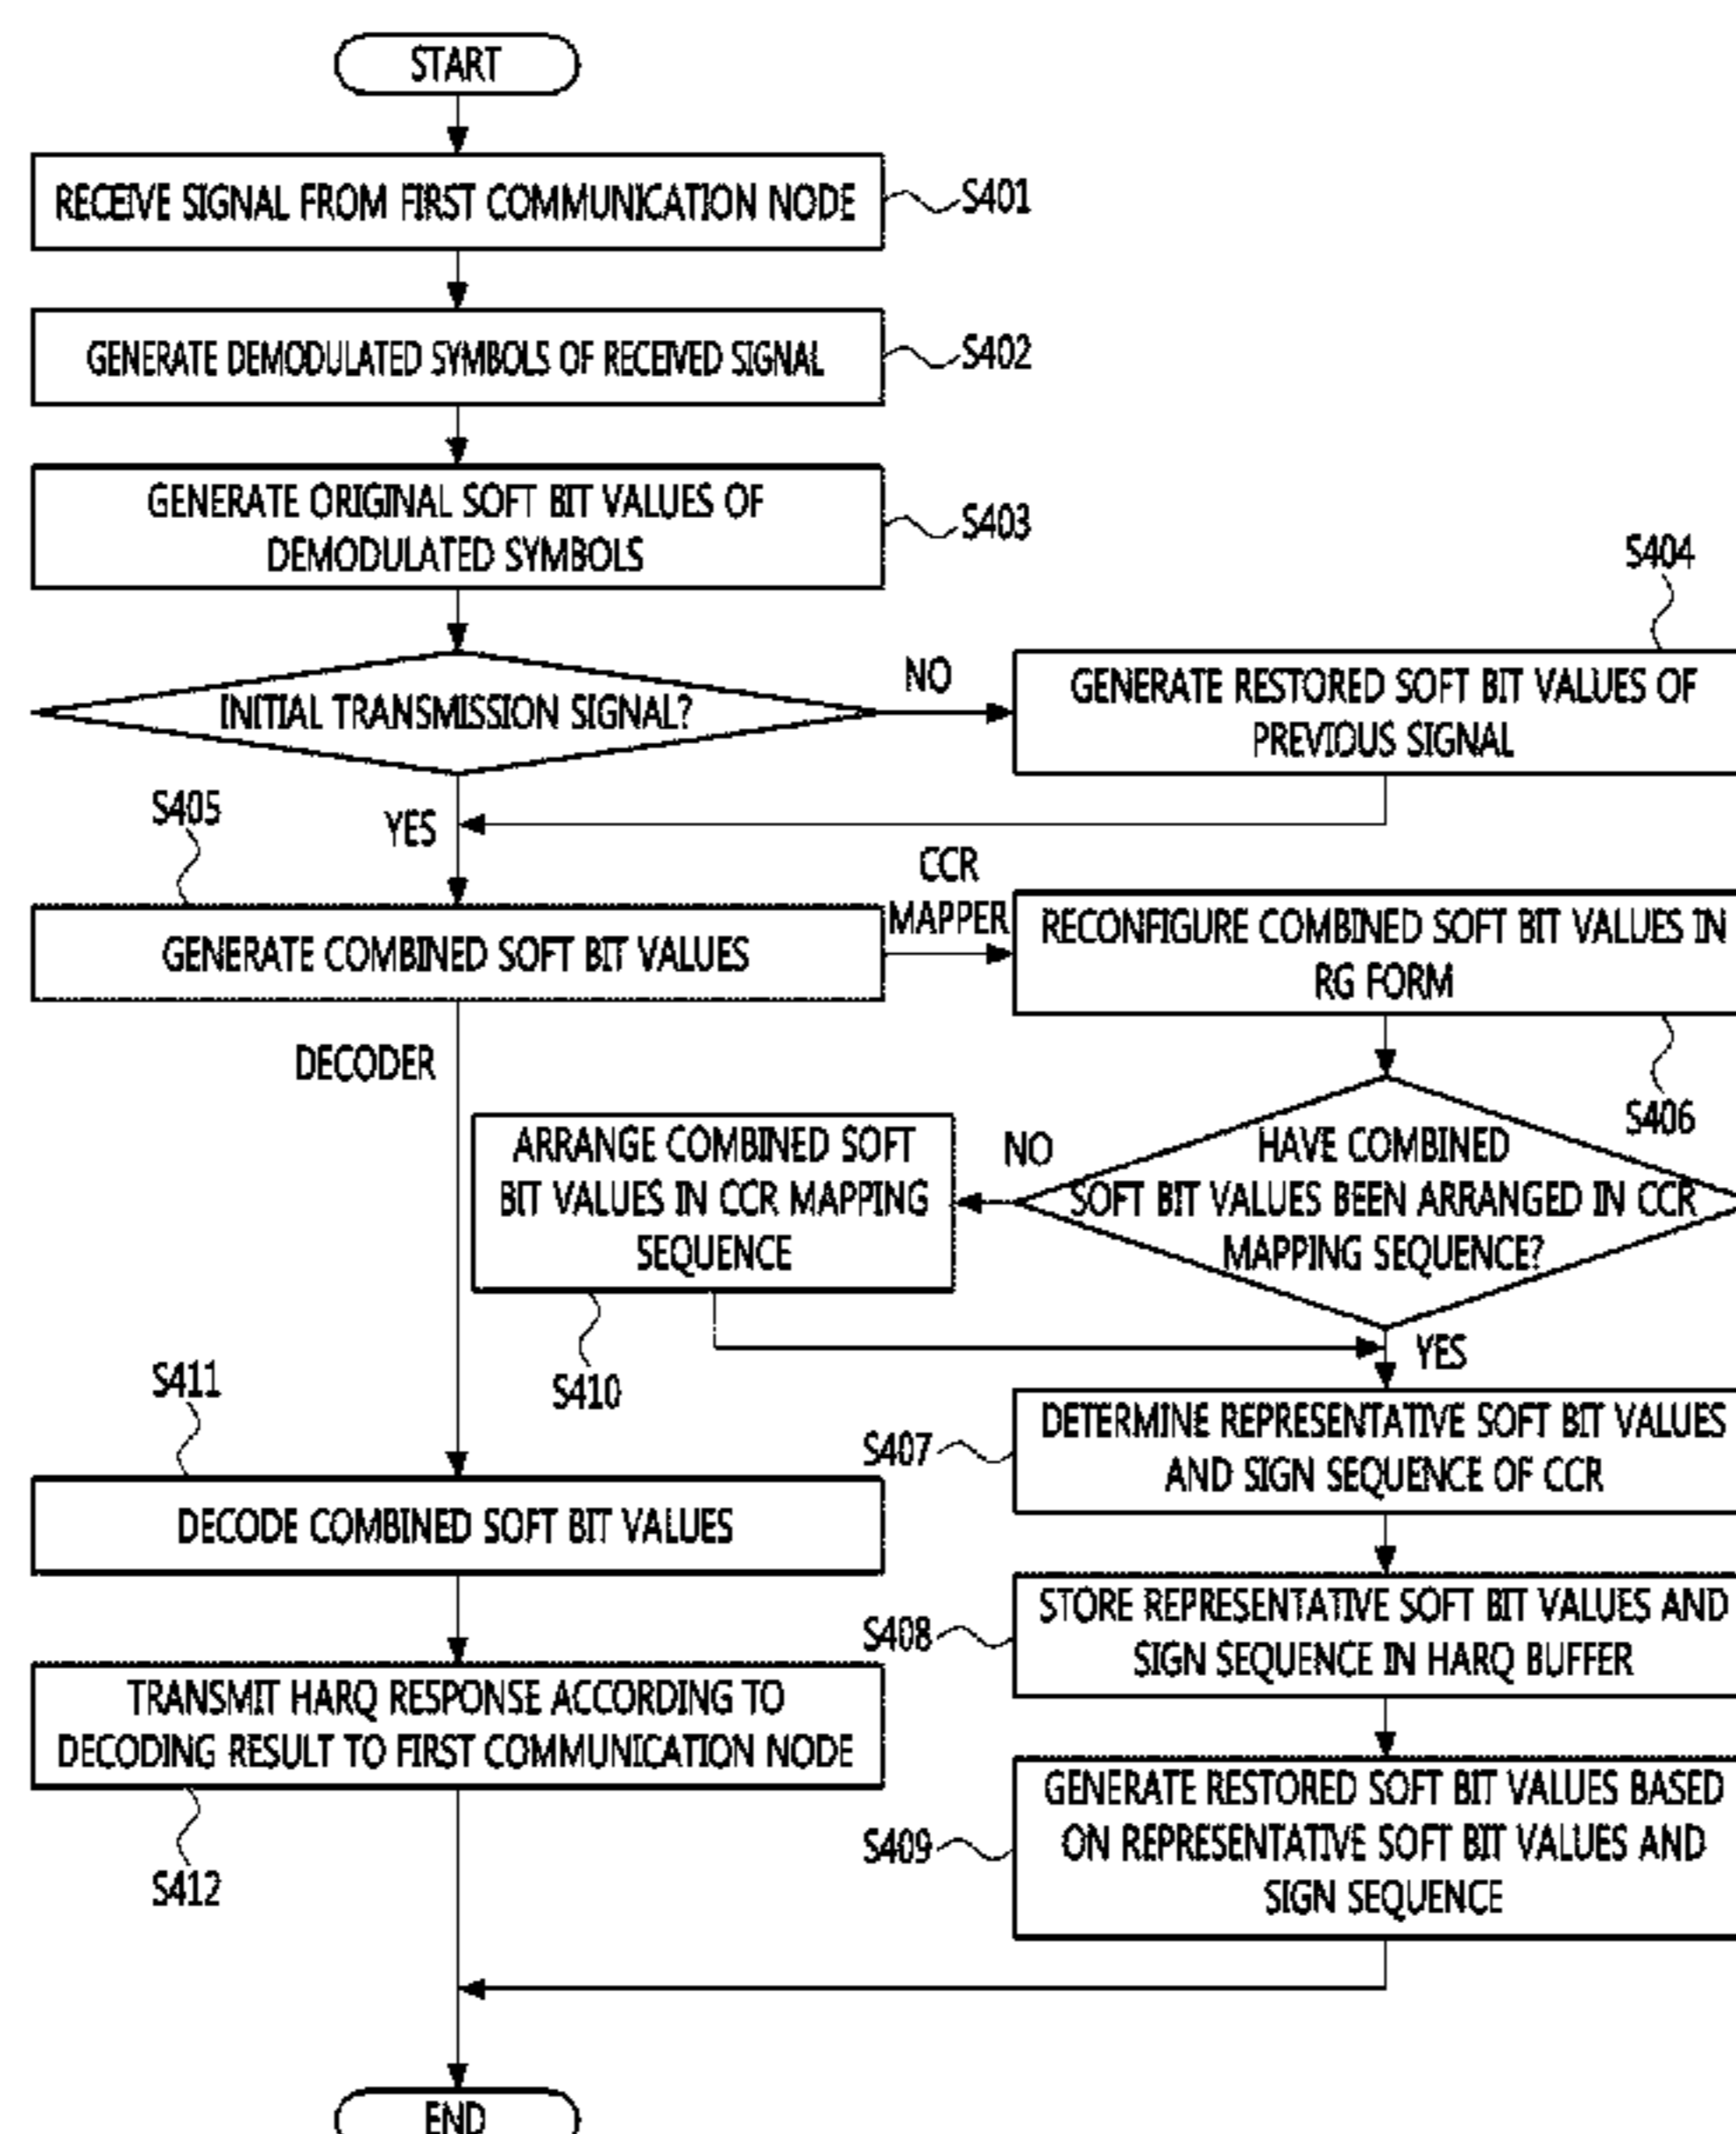 START
RECEIVE SIGNAL FROM FIRST COMMUNICATION NODE
S401
GENERATE DEMODULATED SYMBOLS OF RECEIVED SIGNAL
S402
GENERATE ORIGINAL SOFT BIT VALUES OF
DEMODULATED SYMBOLS
S403
S404
INITIAL TRANSMISSION SIGNAL?
NO
GENERATE RESTORED SOFT BIT VALUES OF
PREVIOUS SIGNAL
S405
YES
CCR
MAPPER
GENERATE COMBINED SOFT BIT VALUES
RECONFIGURE COMBINED SOFT BIT VALUES IN
RG FORM
S406
DECODER
ARRANGE COMBINED SOFT
BIT VALUES IN CCR MAPPING
SEQUENCE
S410
NO
HAVE COMBINED
SOFT BIT VALUES BEEN ARRANGED IN CCR
MAPPING SEQUENCE?
YES
S411
S407
DETERMINE REPRESENTATIVE SOFT BIT VALUES
AND SIGN SEQUENCE OF CCR
DECODE COMBINED SOFT BIT VALUES
S408
STORE REPRESENTATIVE SOFT BIT VALUES AND
SIGN SEQUENCE IN HARQ BUFFER
TRANSMIT HARQ RESPONSE ACCORDING TO
DECODING RESULT TO FIRST COMMUNICATION NODE
S412
S409
GENERATE RESTORED SOFT BIT VALUES BASED
ON REPRESENTATIVE SOFT BIT VALUES AND
SIGN SEQUENCE
END